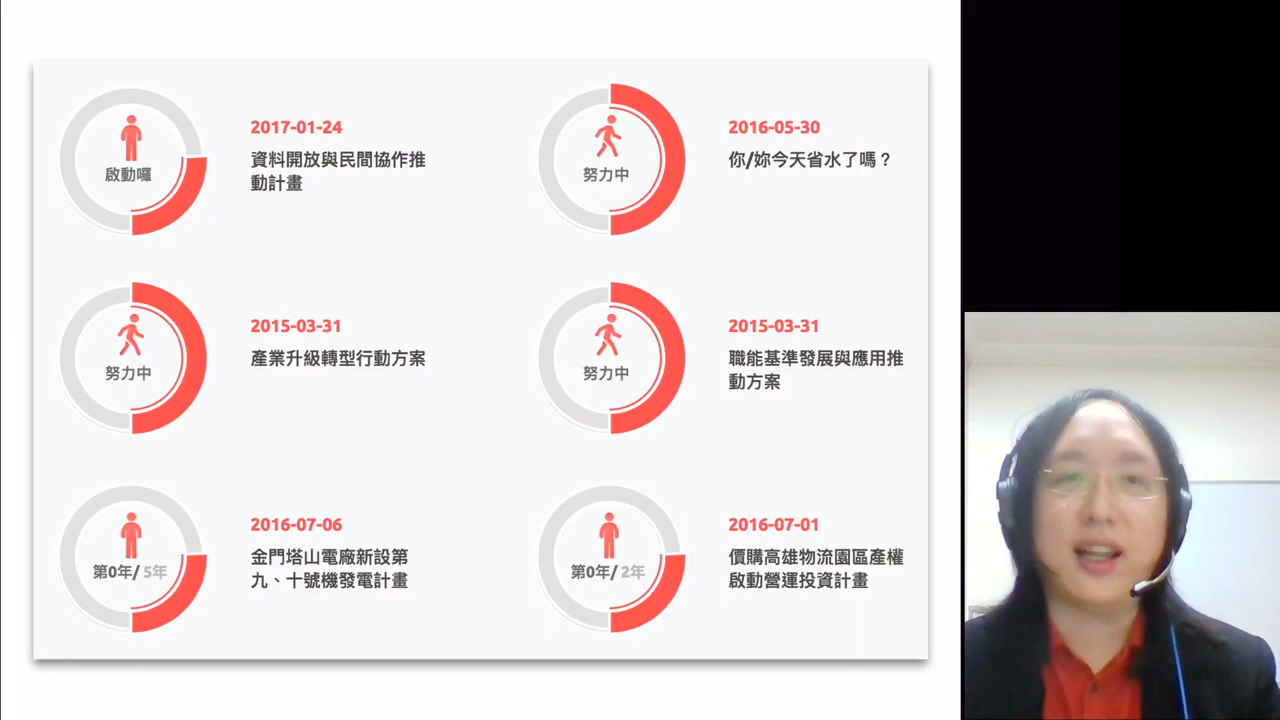 啟動囉
2017-01-24
資料開放與民間協作推
動計畫
努力中
2016-05-30
你/妳今天省水了嗎？
努力中
2015-03-31
產業升級轉型行動方案
努力中
2015-03-31
職能基準發展與應用推
動方案
第0年/ 5年
2016-07-06
金門塔山電廠新設第
九、十號機發電計畫
第0年/ 2年
2016-07-01
價購高雄物流園區產權
啟動營運投資計畫